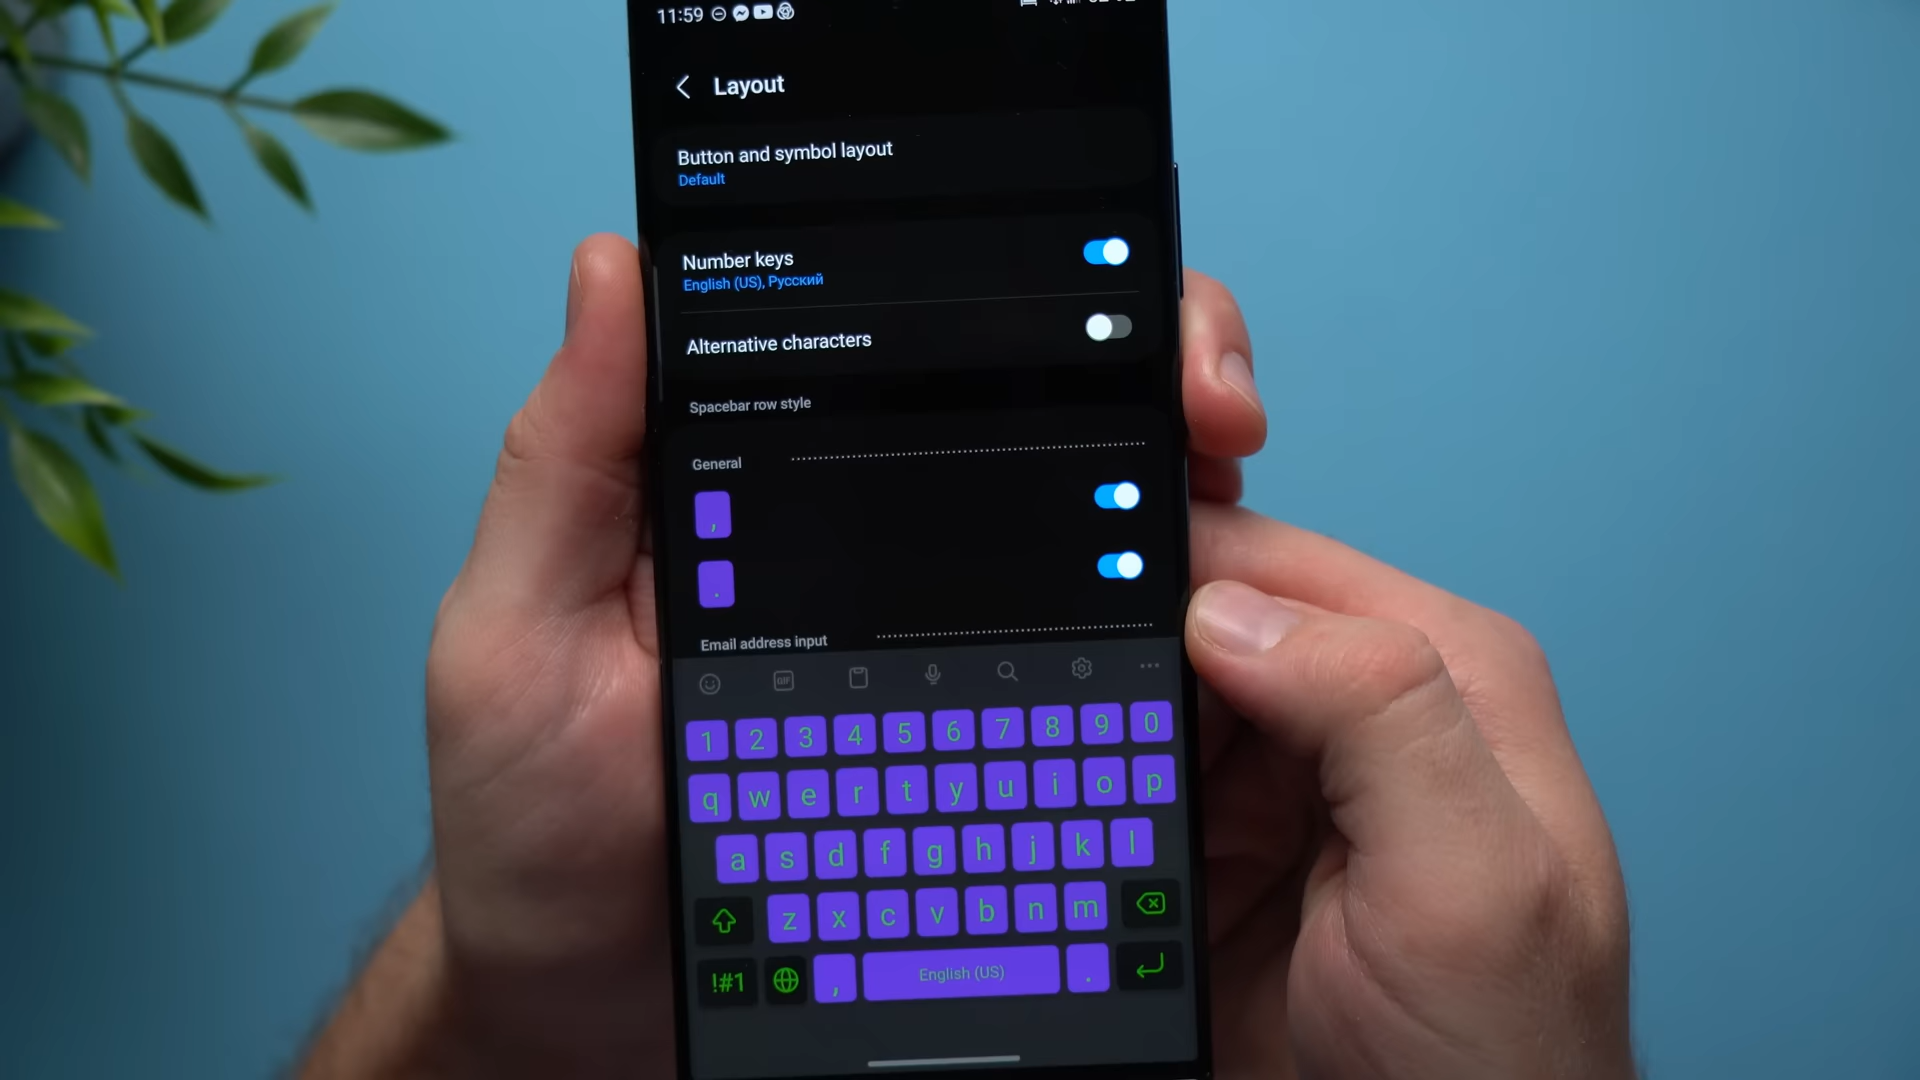 11:59
Layout
Button and symbol layout
Default
Number keys
English (US), Русский
Alternative characters
Spacebar row style
General
,
.
Email address input
GIF
1 2 3 4 5 6 7 8 9 0
q w e r t y u i o p
a s d f g h j k l
z x c v b n m
!#1 , English (US) .